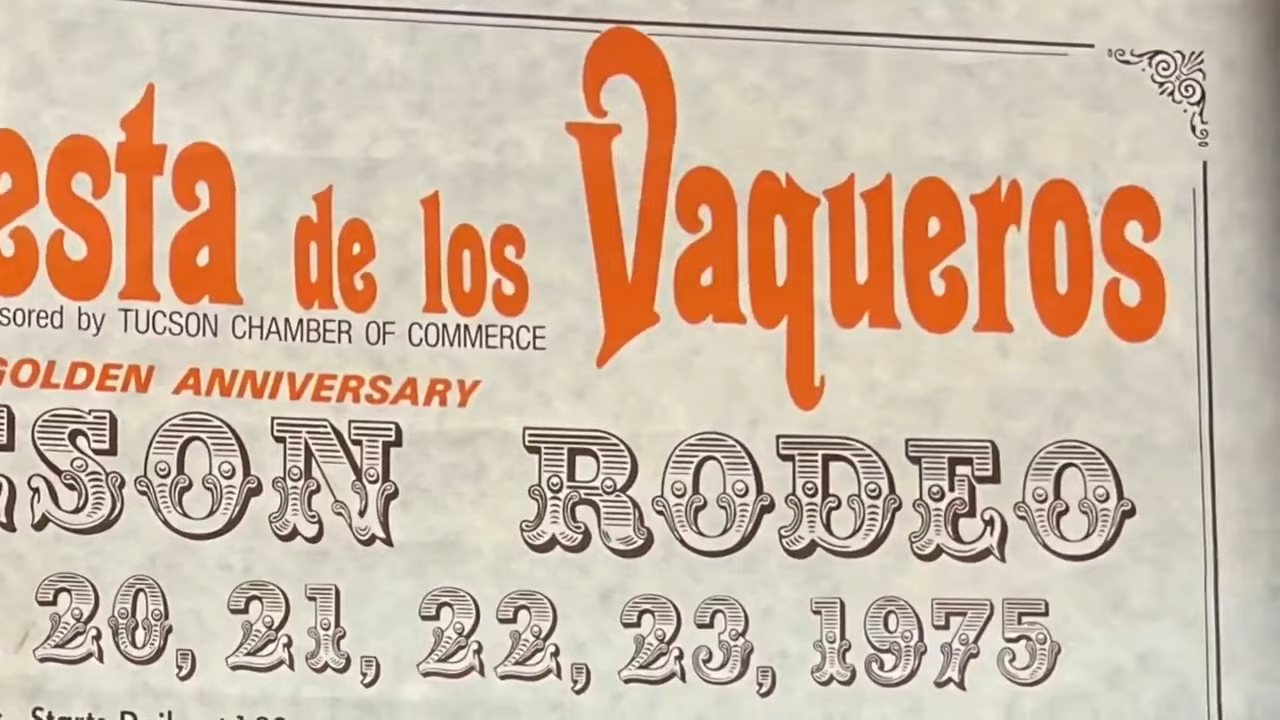 esta de los Vaqueros
sored by TUCSON CHAMBER OF COMMERCE
GOLDEN ANNIVERSARY
SON RODEO
20, 21, 22, 23, 1975
Starts